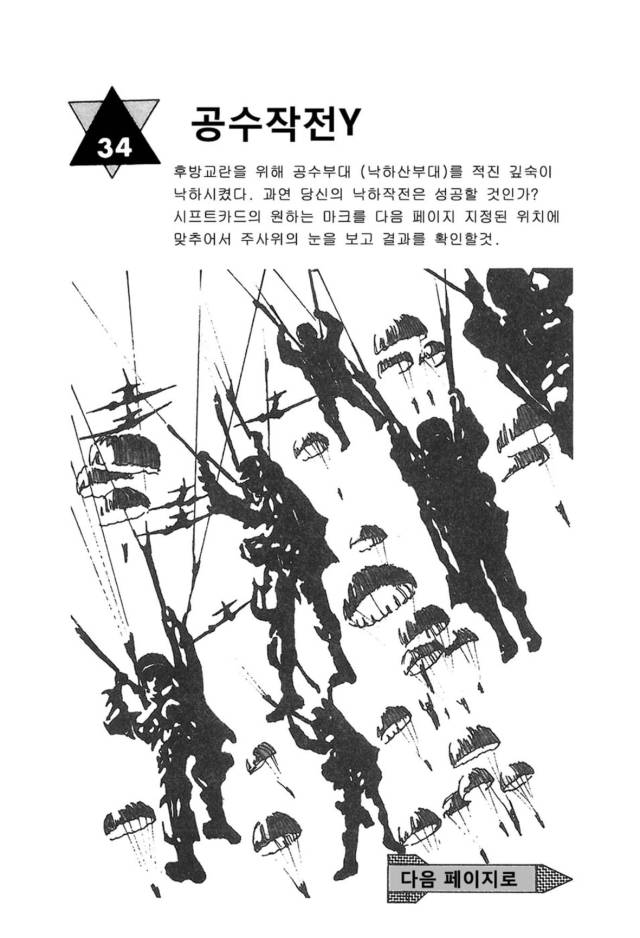 34
공수작전Y
후방교란을 위해 공수부대 (낙하산부대)를 적진 깊숙이
낙하시켰다. 과연 당신의 낙하작전은 성공할 것인가?
시프트카드의 원하는 마크를 다음 페이지 지정된 위치에
맞추어서 주사위의 눈을 보고 결과를 확인할것.
다음 페이지로